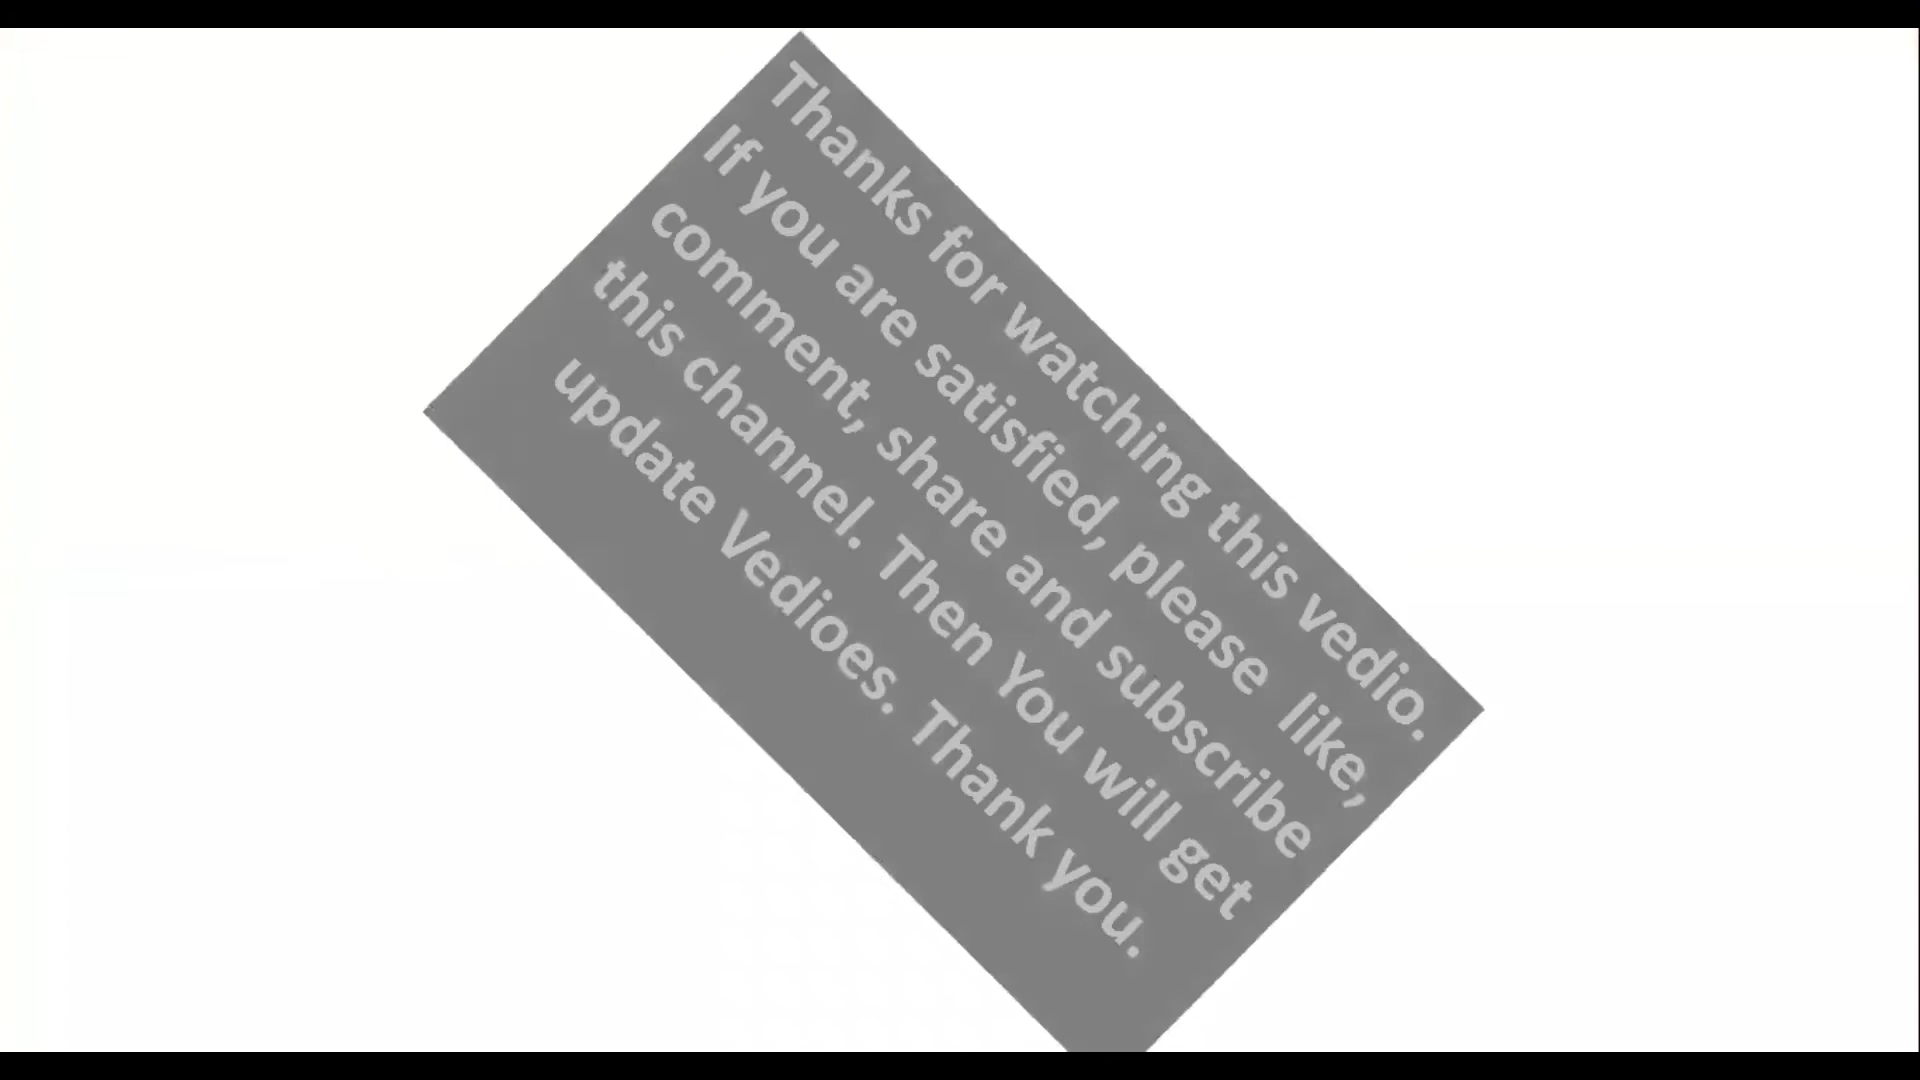 Thanks for watching this vedio.
If you are satisfied, please like,
comment, share and subscribe
this channel. Then You will get
update Vedioes. Thank you.